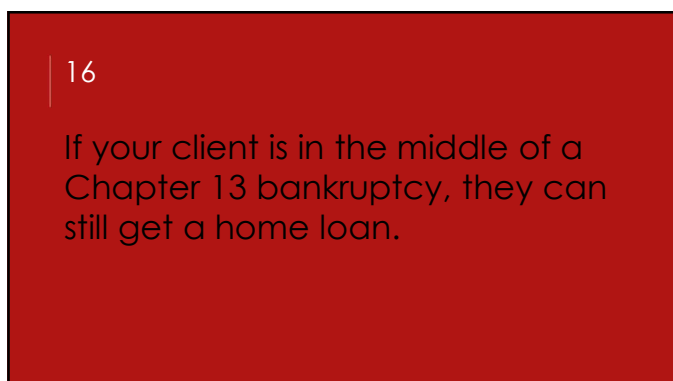 16
If your client is in the middle of a
Chapter 13 bankruptcy, they can
still get a home loan.